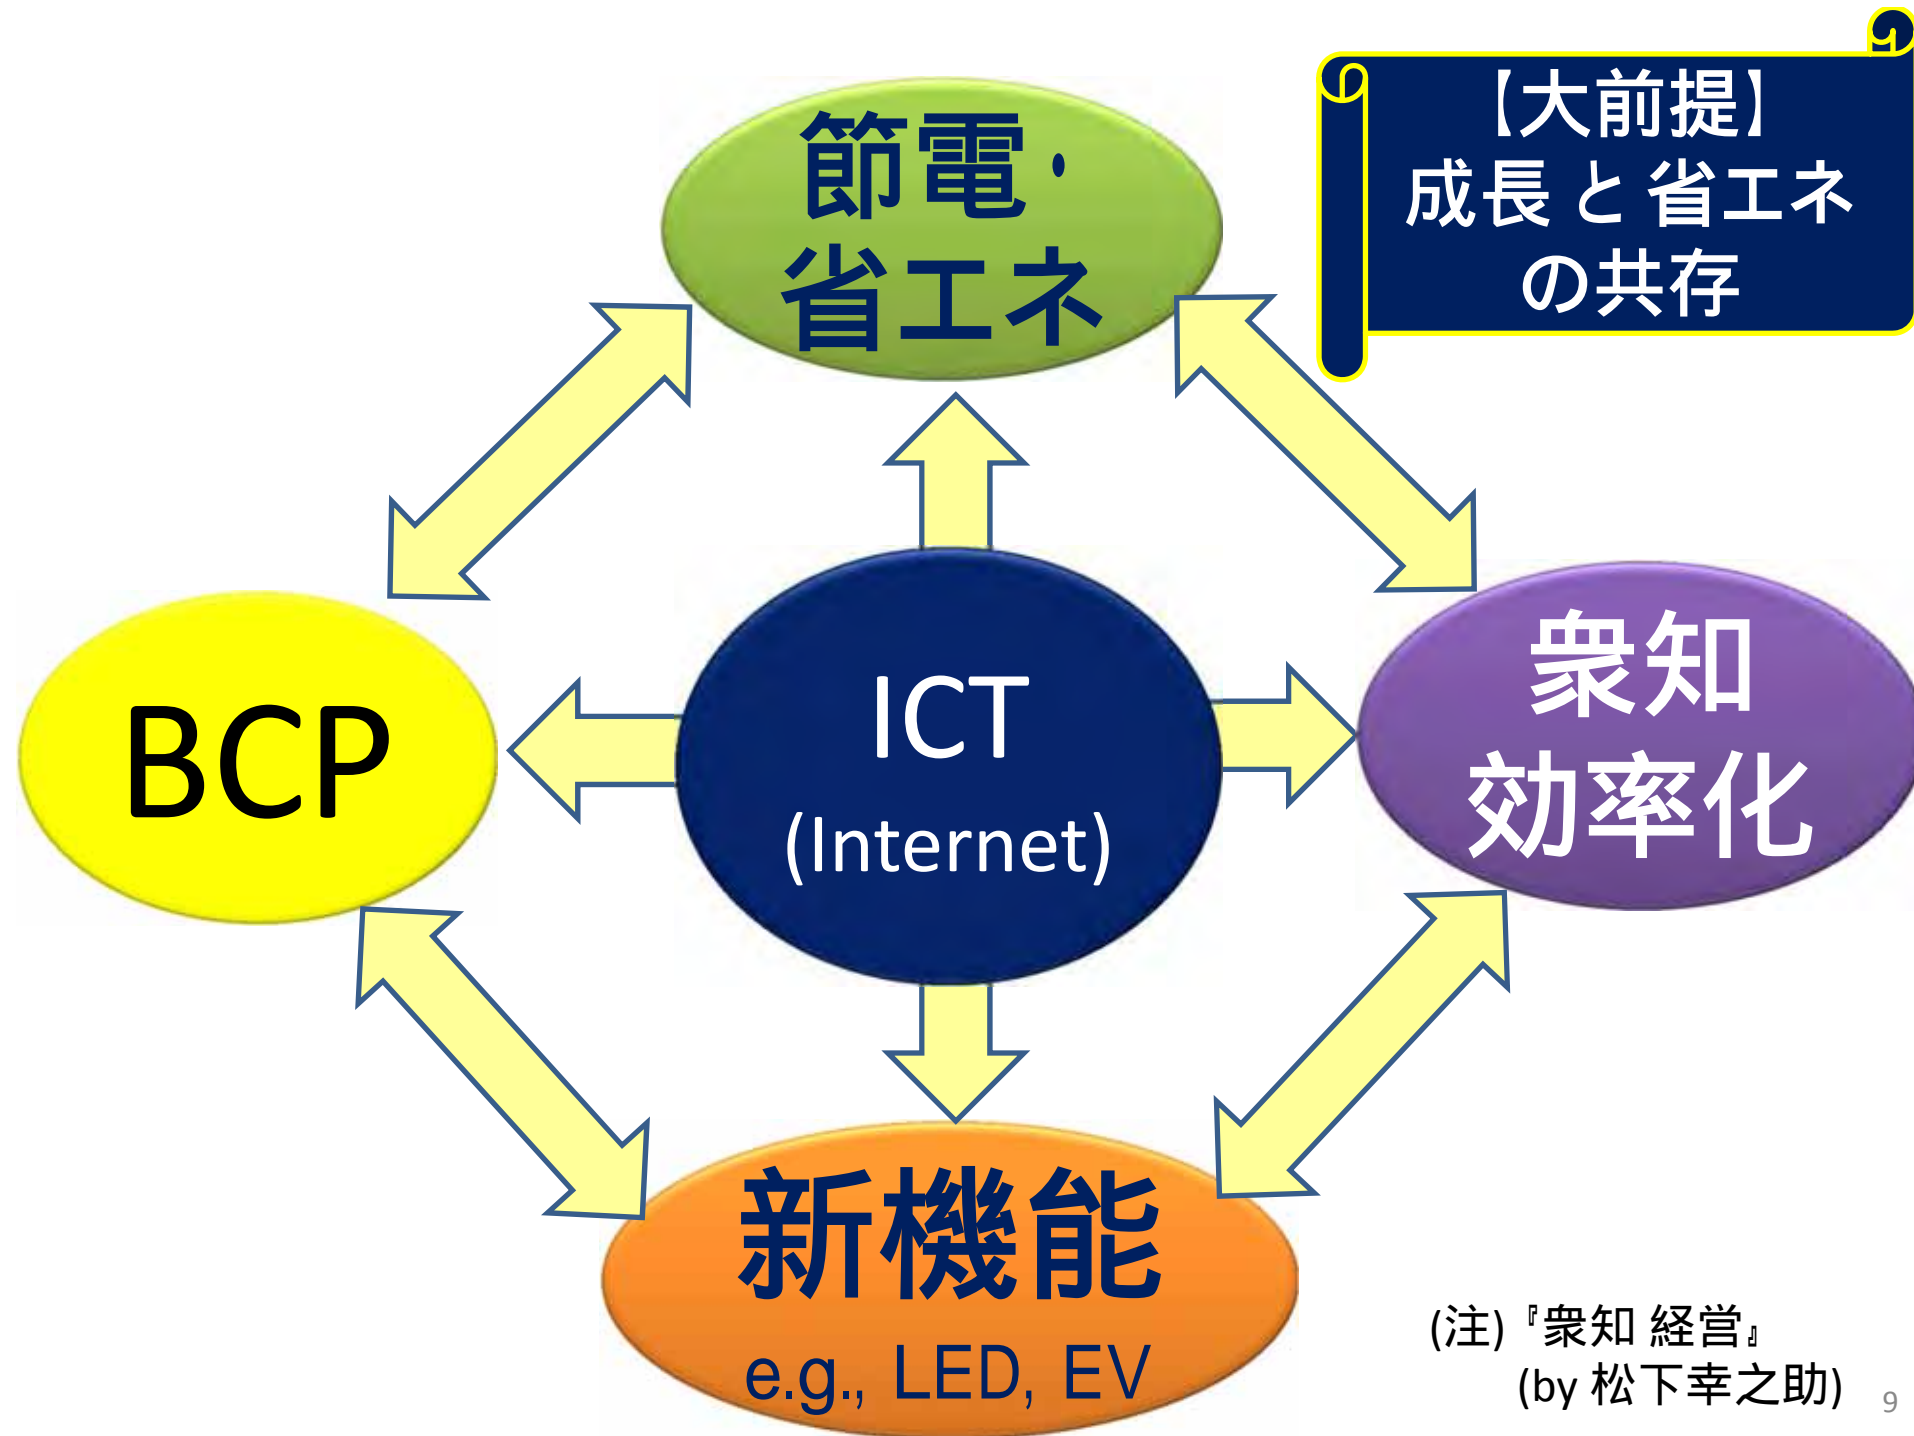 【大前提】
成長 と 省エネ
の共存
節電・
省エネ
BCP
ICT
(Internet)
衆知
効率化
新機能
e.g., LED, EV
(注)『衆知 経営』
(by 松下幸之助)
9